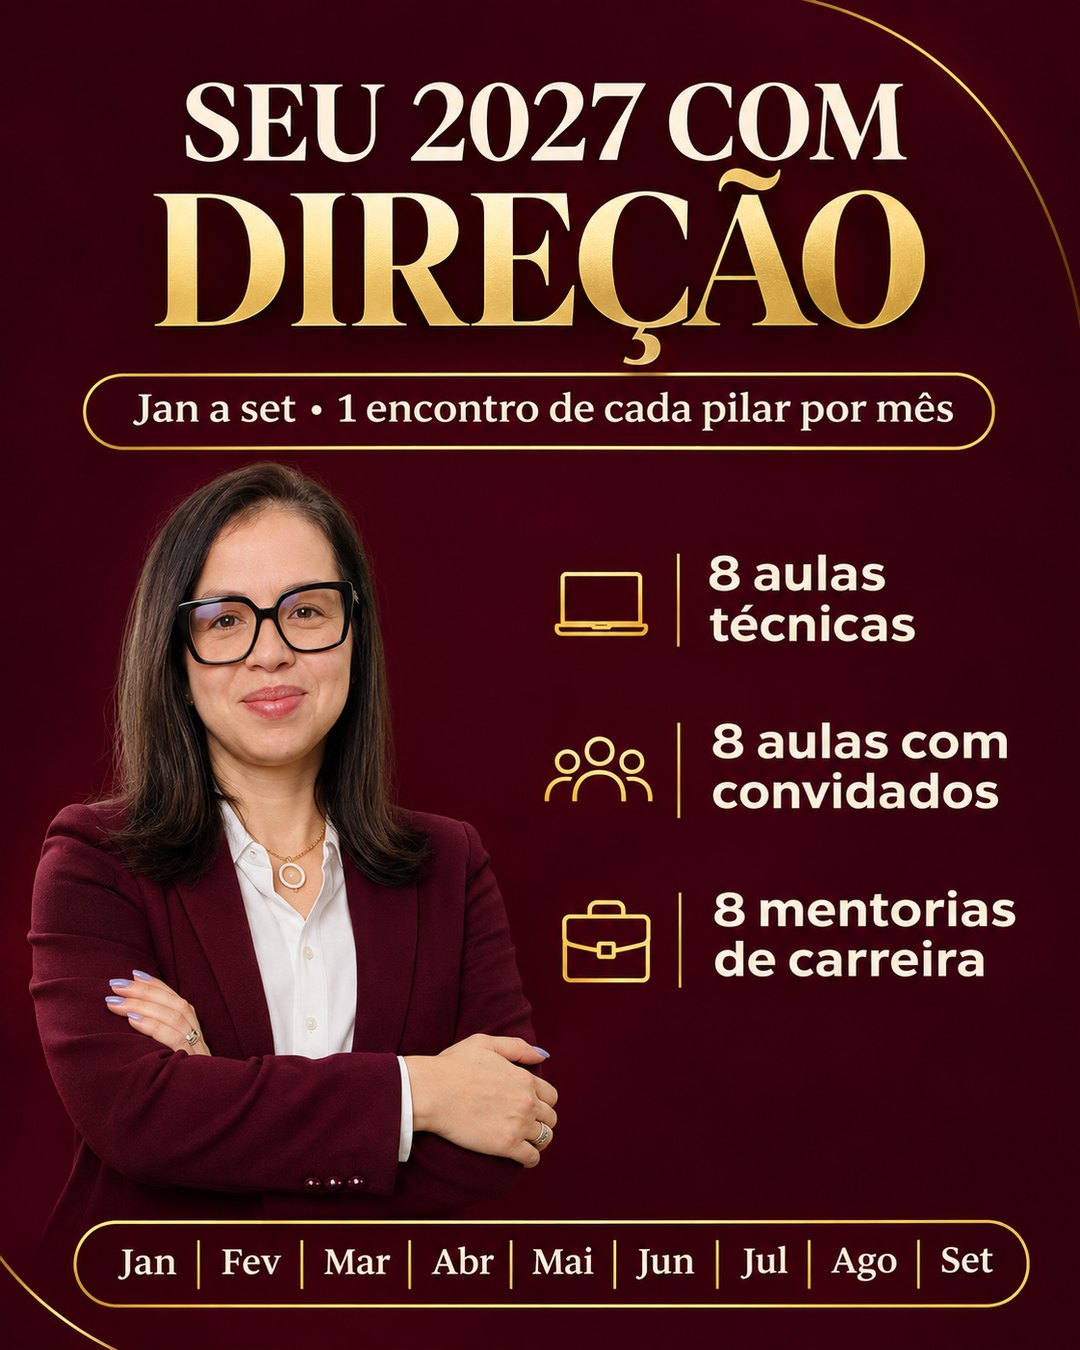 SEU 2027 COM
DIREÇÃO
Jan a set • 1 encontro de cada pilar por mês
8 aulas
técnicas
8 aulas com
convidados
8 mentorias
de carreira
Jan | Fev | Mar | Abr | Mai | Jun | Jul | Ago | Set